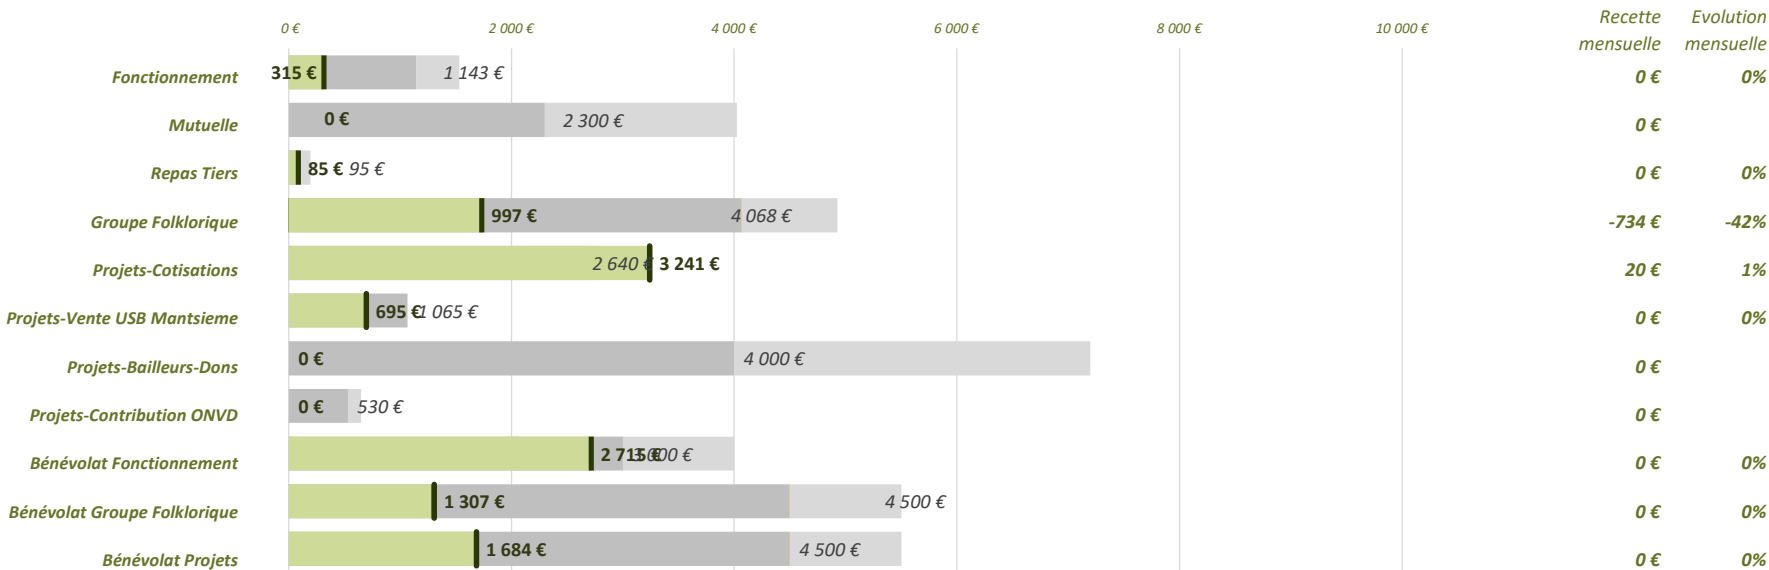 0 € 2 000 € 4 000 € 6 000 € 8 000 € 10 000 € Recette Evolution
mensuelle mensuelle
Fonctionnement 315 € 1 143 € 0 € 0%
Mutuelle 0 € 2 300 € 0 €
Repas Tiers 85 € 95 € 0 € 0%
Groupe Folklorique 997 € 4 068 € -734 € -42%
Projets-Cotisations 2 640 € 3 241 € 20 € 1%
Projets-Vente USB Mantsieme 695 € 1 065 € 0 € 0%
Projets-Bailleurs-Dons 0 € 4 000 € 0 €
Projets-Contribution ONVD 0 € 530 € 0 €
Bénévolat Fonctionnement 2 715 € 3 000 € 0 € 0%
Bénévolat Groupe Folklorique 1 307 € 4 500 € 0 € 0%
Bénévolat Projets 1 684 € 4 500 € 0 € 0%